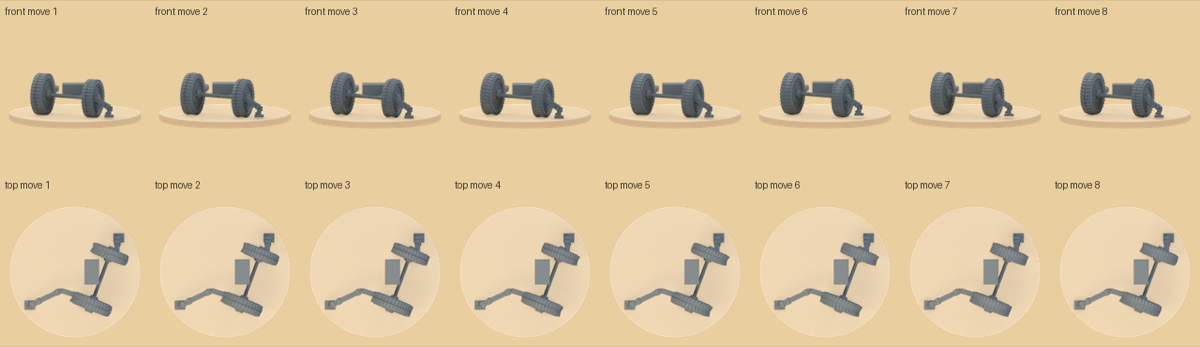 front move 1
front move 2
front move 3
front move 4
front move 5
front move 6
front move 7
front move 8
top move 1
top move 2
top move 3
top move 4
top move 5
top move 6
top move 7
top move 8